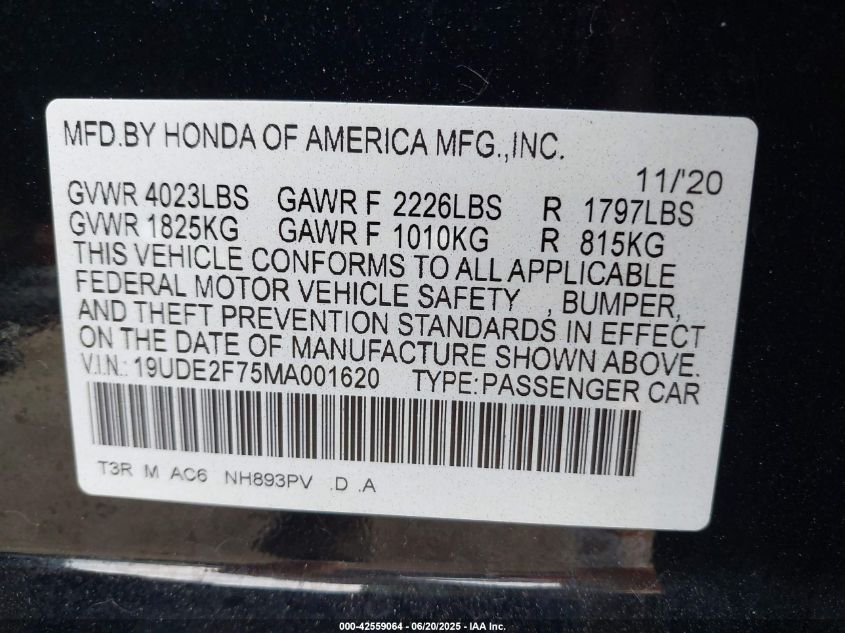 MFD.BY HONDA OF AMERICA MFG.,INC.
11/'20
GVWR 4023LBS GAWR F 2226LBS R 1797LBS
GVWR 1825KG GAWR F 1010KG R 815KG
THIS VEHICLE CONFORMS TO ALL APPLICABLE
FEDERAL MOTOR VEHICLE SAFETY , BUMPER,
AND THEFT PREVENTION STANDARDS IN EFFECT
ON THE DATE OF MANUFACTURE SHOWN ABOVE.
V.I.N.: 19UDE2F75MA001620 TYPE:PASSENGER CAR
T3R M AC6 NH893PV .D .A
000-42559064 - 06/20/2025 - IAA Inc.